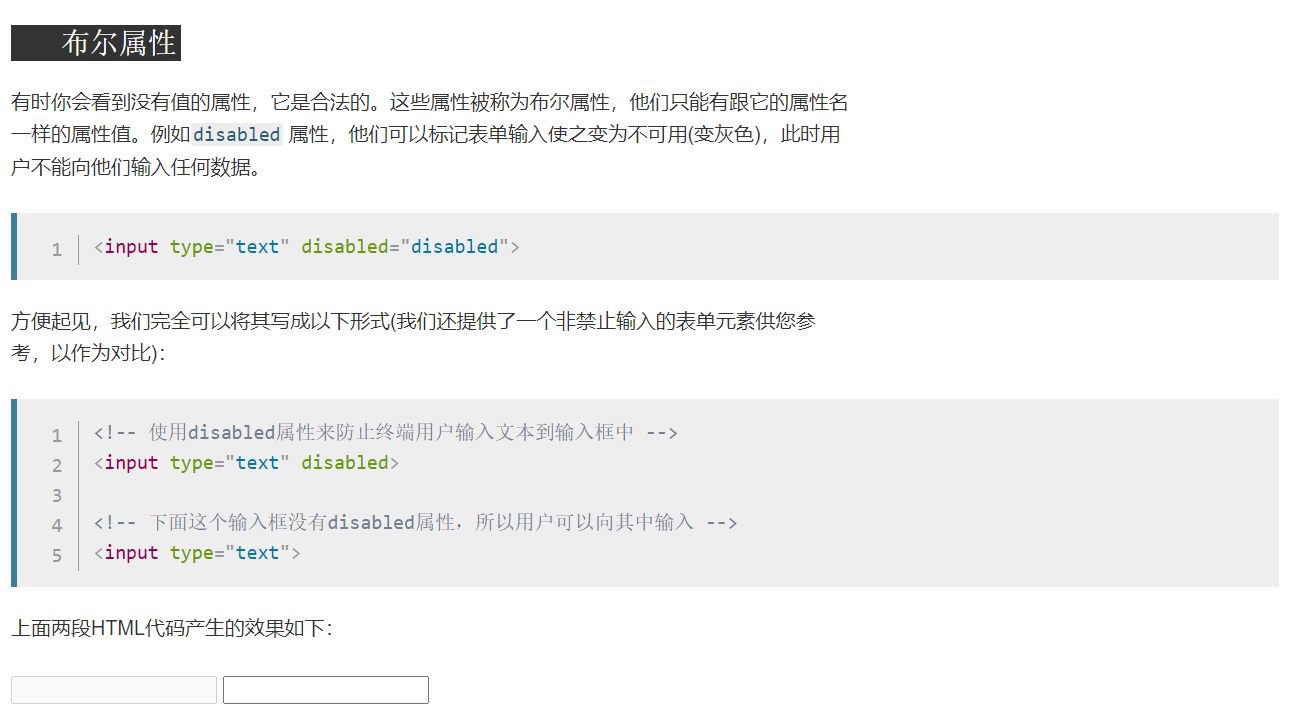 布尔属性
有时你会看到没有值的属性，它是合法的。这些属性被称为布尔属性，他们只能有跟它的属性名
一样的属性值。例如disabled 属性，他们可以标记表单输入使之变为不可用(变灰色)，此时用
户不能向他们输入任何数据。
1 <input type="text" disabled="disabled">
方便起见，我们完全可以将其写成以下形式(我们还提供了一个非禁止输入的表单元素供您参
考，以作为对比)：
1 <!-- 使用disabled属性来防止终端用户输入文本到输入框中 -->
2 <input type="text" disabled>
3
4 <!-- 下面这个输入框没有disabled属性，所以用户可以向其中输入 -->
5 <input type="text">
上面两段HTML代码产生的效果如下：